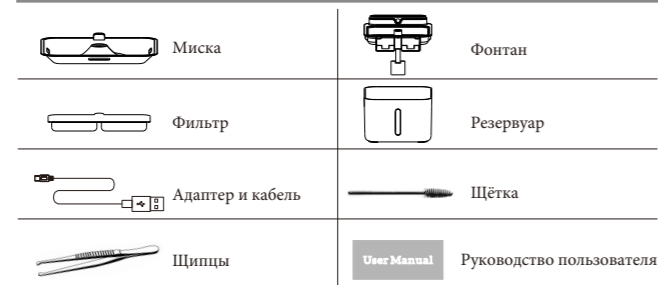 Миска
Фонтан
Фильтр
Резервуар
Адаптер и кабель
Щётка
Щипцы
User Manual
Руководство пользователя